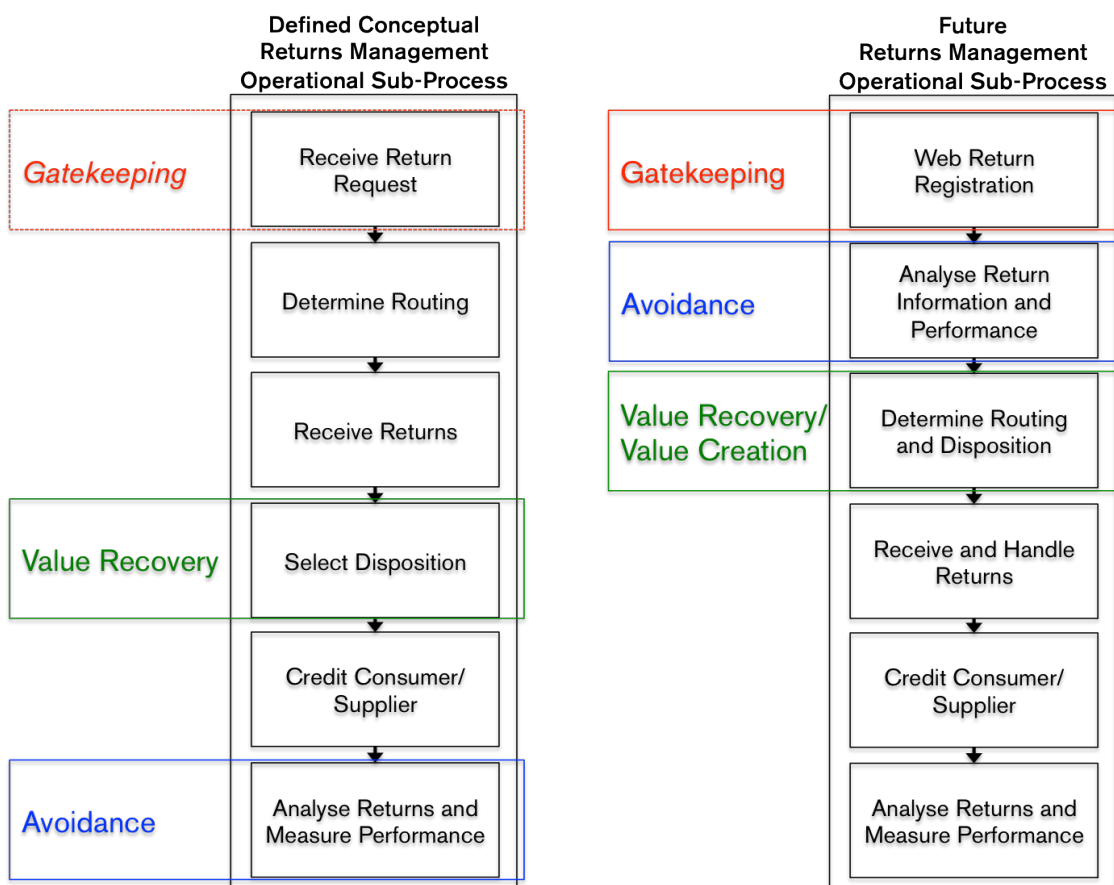 Defined Conceptual
Returns Management
Operational Sub-Process
Gatekeeping
Receive Return
Request
Determine Routing
Receive Returns
Value Recovery
Select Disposition
Credit Consumer/
Supplier
Avoidance
Analyse Returns and
Measure Performance
Future
Returns Management
Operational Sub-Process
Gatekeeping
Web Return
Registration
Avoidance
Analyse Return
Information and
Performance
Value Recovery/
Value Creation
Determine Routing
and Disposition
Receive and Handle
Returns
Credit Consumer/
Supplier
Analyse Returns and
Measure Performance